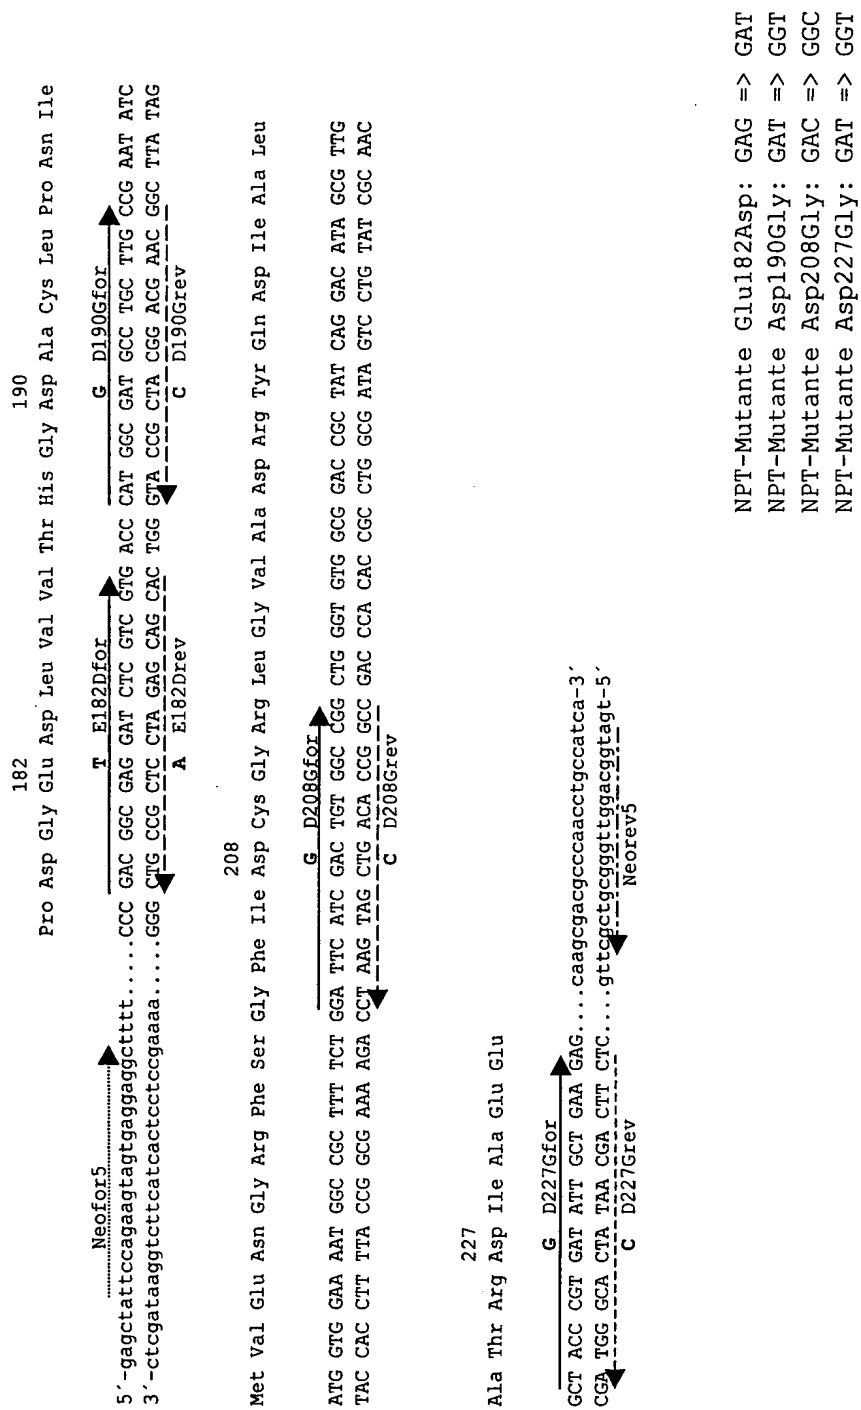 182 190
Pro Asp Gly Glu Asp Leu Val Val Thr His Gly Asp Ala Cys Leu Pro Asn Ile
Neofor5 T E182Dfor G D190Gfor
5´-gagctattccagaagtagtgaggaggctttt.....CCC GAC GGC GAG GAT CTC GTC GTG ACC CAT GGC GAT GCC TGC TTG CCG AAT ATC
3´-ctcgataaggtcttcatcactcctccgaaaa.....GGG CTG CCG CTC CTA GAG CAG CAC TGG GTA CCG CTA CGG ACG AAC GGC TTA TAG
A E182Drev C D190Grev
208
Met Val Glu Asn Gly Arg Phe Ser Gly Phe Ile Asp Cys Gly Arg Leu Gly Val Ala Asp Arg Tyr Gln Asp Ile Ala Leu
G D208Gfor
ATG GTG GAA AAT GGC CGC TTT TCT GGA TTC ATC GAC TGT GGC CGG CTG GGT GTG GCG GAC CGC TAT CAG GAC ATA GCG TTG
TAC CAC CTT TTA CCG GCG AAA AGA CCT AAG TAG CTG ACA CCG GCC GAC CCA CAC CGC CTG GCG ATA GTC CTG TAT CGC AAC
C D208Grev
227
Ala Thr Arg Asp Ile Ala Glu Glu
G D227Gfor
GCT ACC CGT GAT ATT GCT GAA GAG....caagcgacgcccaacctgccatca-3´
CGA TGG GCA CTA TAA CGA CTT CTC....gttcgctgcgggttggacggtagt-5´
C D227Grev Neorev5
NPT-Mutante Glu182Asp: GAG => GAT
NPT-Mutante Asp190Gly: GAT => GGT
NPT-Mutante Asp208Gly: GAC => GGC
NPT-Mutante Asp227Gly: GAT => GGT